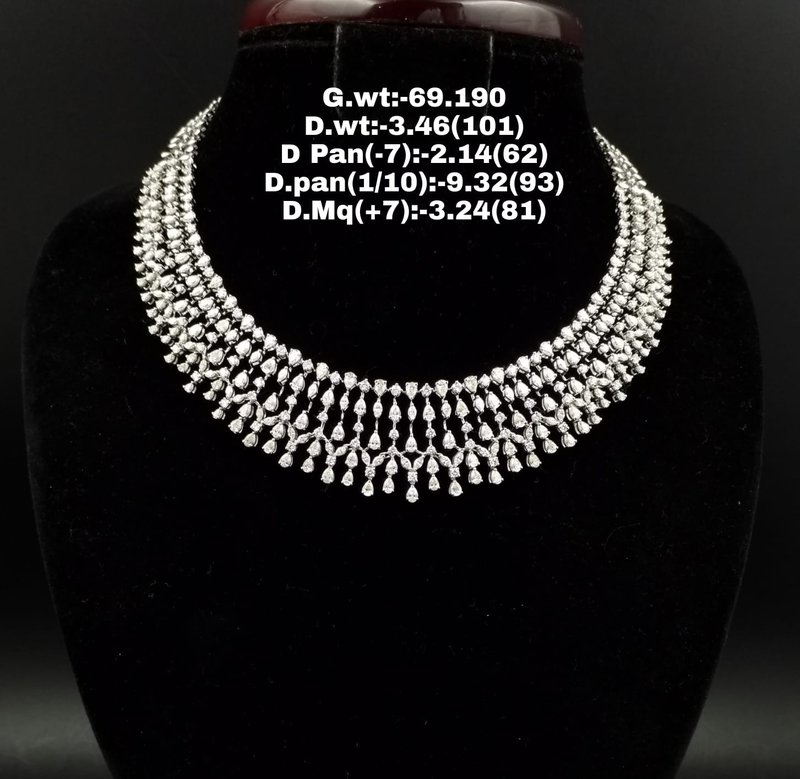 G.wt:-69.190
D.wt:-3.46(101)
D Pan(-7):-2.14(62)
D.pan(1/10):-9.32(93)
D.Mq(+7):-3.24(81)